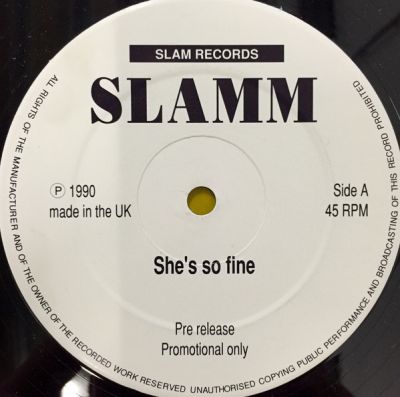 SLAM RECORDS
SLAMM
℗ 1990
made in the UK
Side A
45 RPM
She's so fine
Pre release
Promotional only
ALL RIGHTS OF THE MANUFACTURER AND OF THE OWNER OF THE RECORDED WORK RESERVED UNAUTHORISED COPYING PUBLIC PERFORMANCE AND BROADCASTING OF THIS RECORD PROHIBITED